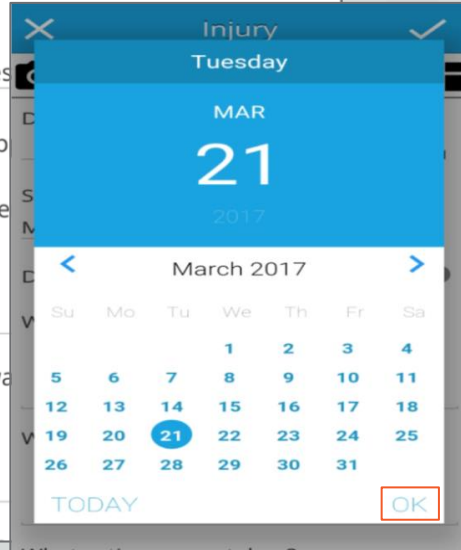 Injury
Tuesday
MAR
21
2017
March 2017
Su Mo Tu We Th Fr Sa
1 2 3 4
5 6 7 8 9 10 11
12 13 14 15 16 17 18
19 20 21 22 23 24 25
26 27 28 29 30 31
TODAY OK